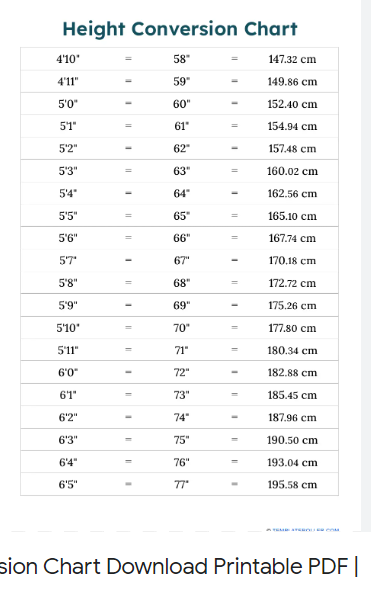 Height Conversion Chart
4'10" = 58" = 147.32 cm
4'11" = 59" = 149.86 cm
5'0" = 60" = 152.40 cm
5'1" = 61" = 154.94 cm
5'2" = 62" = 157.48 cm
5'3" = 63" = 160.02 cm
5'4" = 64" = 162.56 cm
5'5" = 65" = 165.10 cm
5'6" = 66" = 167.74 cm
5'7" = 67" = 170.18 cm
5'8" = 68" = 172.72 cm
5'9" = 69" = 175.26 cm
5'10" = 70" = 177.80 cm
5'11" = 71" = 180.34 cm
6'0" = 72" = 182.88 cm
6'1" = 73" = 185.45 cm
6'2" = 74" = 187.96 cm
6'3" = 75" = 190.50 cm
6'4" = 76" = 193.04 cm
6'5" = 77" = 195.58 cm
© TEMPLATEROLLER.COM
sion Chart Download Printable PDF |